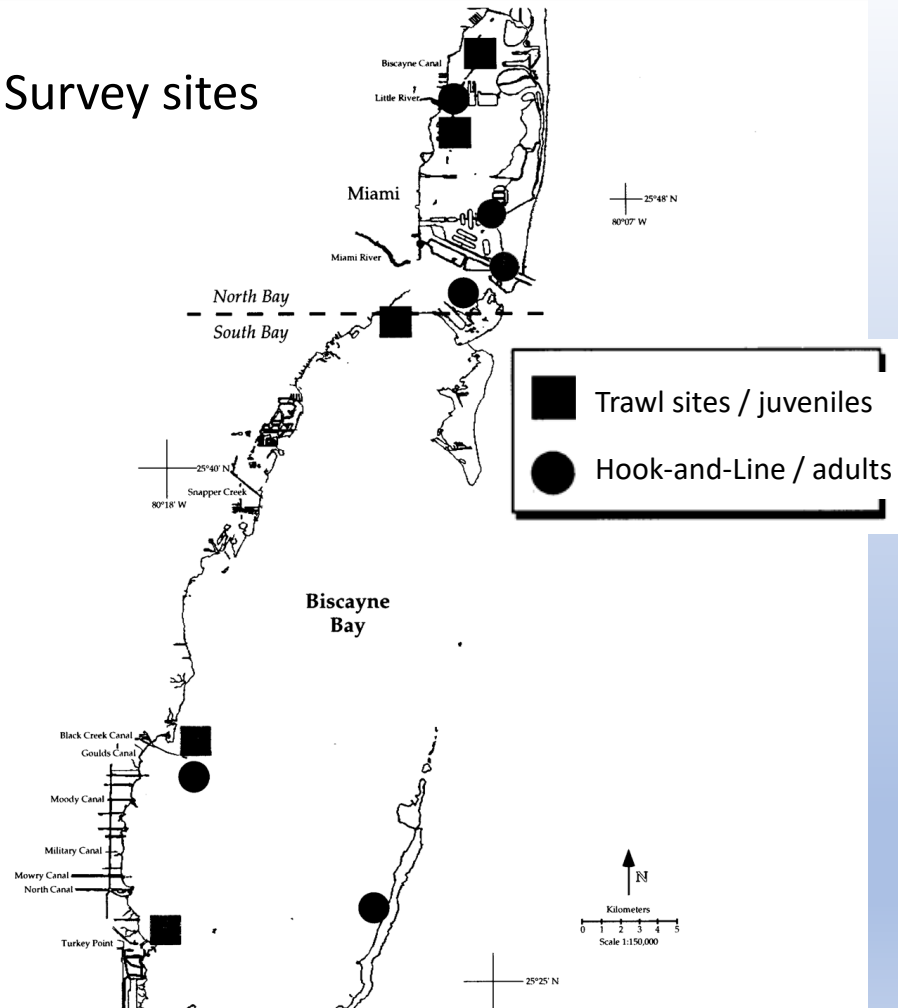 Survey sites
Biscayne Canal
Little River
Miami
25°48' N
80°07' W
Miami River
North Bay
South Bay
Trawl sites / juveniles
Hook-and-Line / adults
25°40' N
80°18' W
Snapper Creek
Biscayne
Bay
Black Creek Canal
Goulds Canal
Moody Canal
Military Canal
Mowry Canal
North Canal
Turkey Point
N
Kilometers
0 1 2 3 4 5
Scale 1:150,000
25°25' N